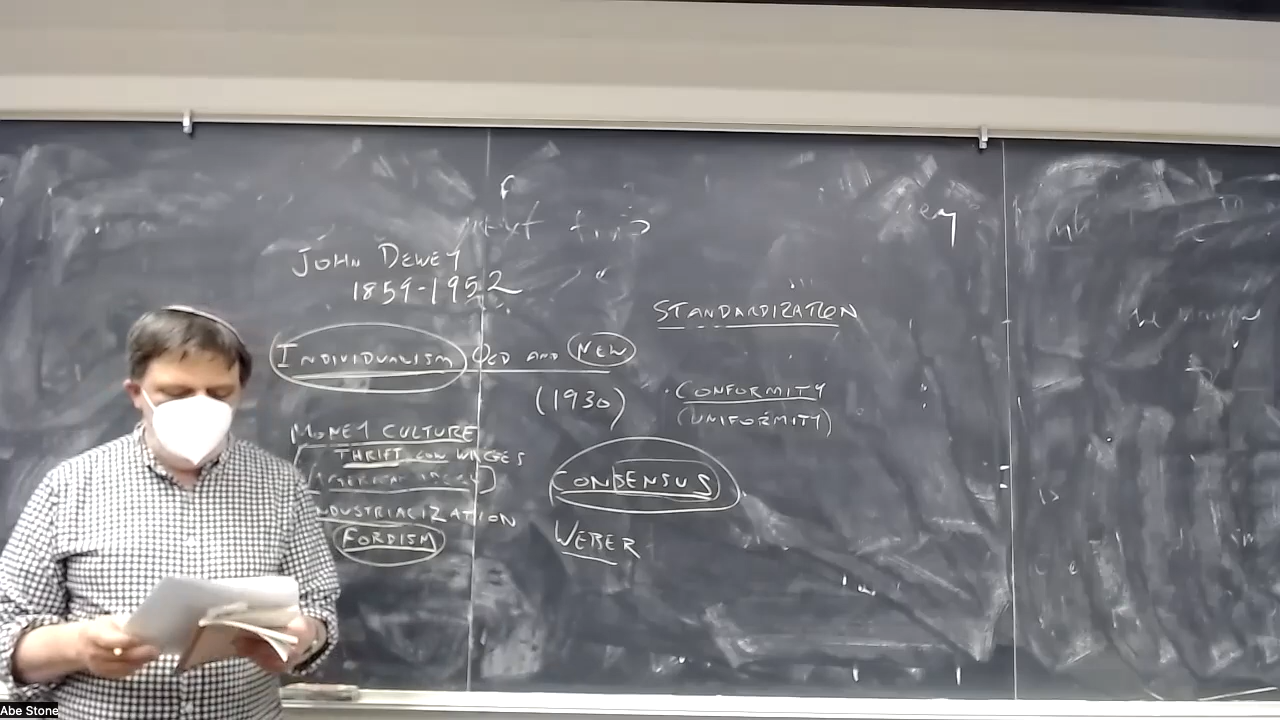 JOHN DEWEY
1859-1952
INDIVIDUALISM OLD AND NEW
(1930)
MONEY CULTURE
THRIFT LOW WAGES
INDUSTRIALIZATION
FORDISM
STANDARDIZATION
CONFORMITY
(UNIFORMITY)
CONSENSUS
WEBER
Abe Stone